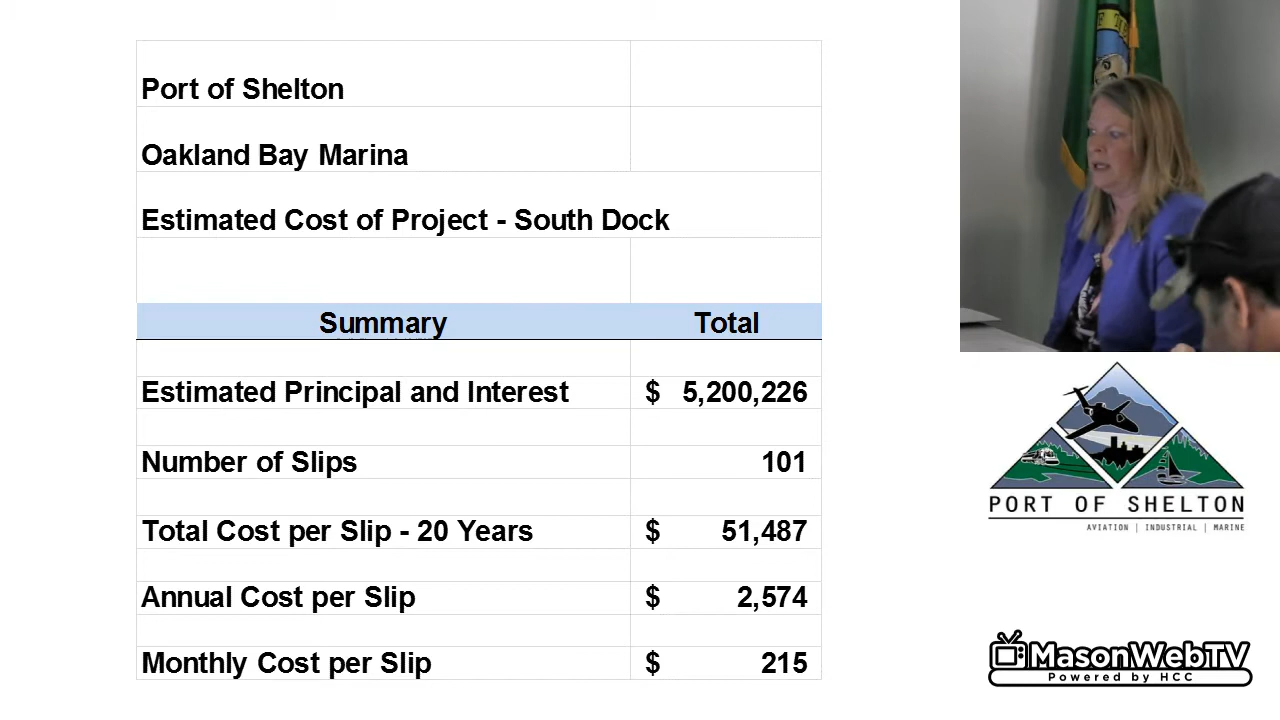 Port of Shelton
Oakland Bay Marina
Estimated Cost of Project - South Dock
Summary Total
Estimated Principal and Interest $ 5,200,226
Number of Slips 101
Total Cost per Slip - 20 Years $ 51,487
Annual Cost per Slip $ 2,574
Monthly Cost per Slip $ 215
PORT OF SHELTON
AVIATION | INDUSTRIAL | MARINE
MasonWebTV
Powered by HCC